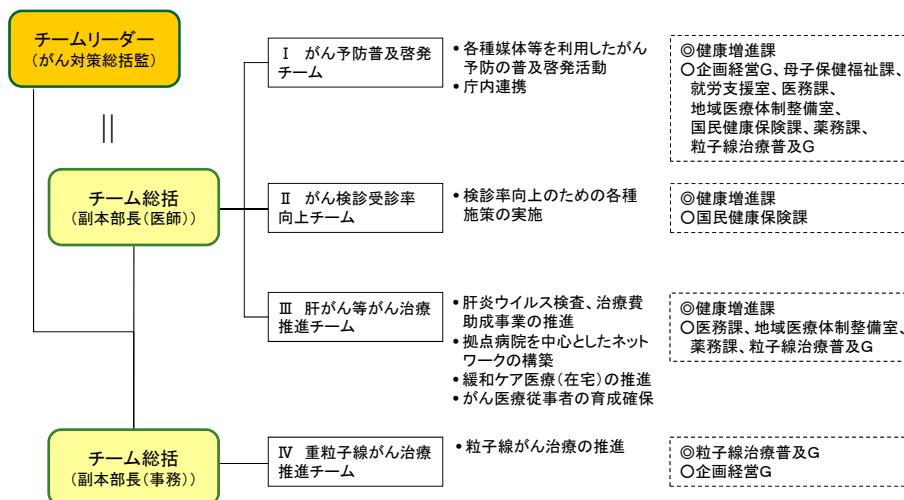 チームリーダー
(がん対策総括監)
||
チーム総括
(副本部長(医師))
チーム総括
(副本部長(事務))
Ⅰ がん予防普及啓発
チーム
•各種媒体等を利用したがん
予防の普及啓発活動
•庁内連携
◎健康増進課
○企画経営G、母子保健福祉課、
就労支援室、医務課、
地域医療体制整備室、
国民健康保険課、薬務課、
粒子線治療普及G
Ⅱ がん検診受診率
向上チーム
•検診率向上のための各種
施策の実施
◎健康増進課
○国民健康保険課
Ⅲ 肝がん等がん治療
推進チーム
•肝炎ウイルス検査、治療費
助成事業の推進
•拠点病院を中心としたネット
ワークの構築
•緩和ケア医療(在宅)の推進
•がん医療従事者の育成確保
◎健康増進課
○医務課、地域医療体制整備室、
薬務課、粒子線治療普及G
Ⅳ 重粒子線がん治療
推進チーム
•粒子線がん治療の推進
◎粒子線治療普及G
○企画経営G